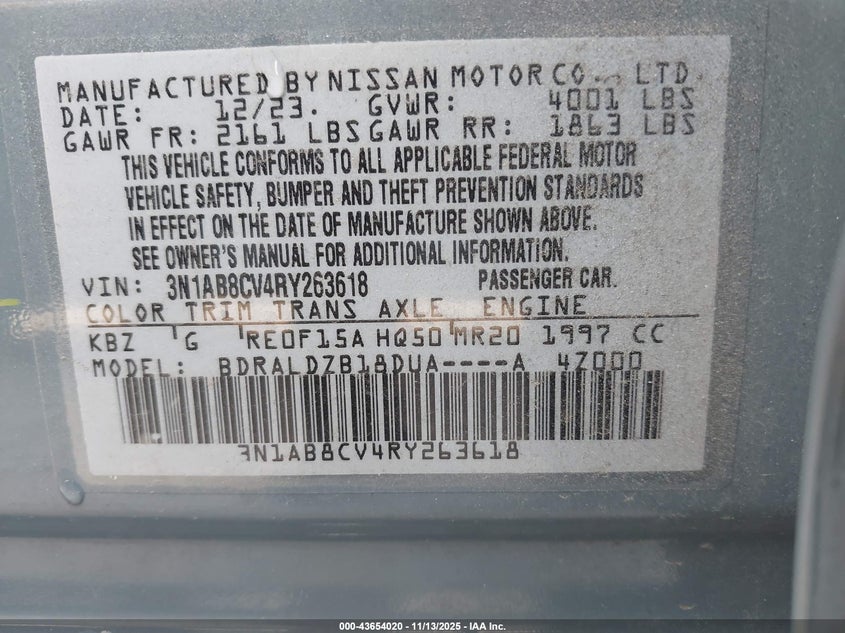 MANUFACTURED BY NISSAN MOTOR CO., LTD.
DATE: 12/23. GVWR: 4001 LBS
GAWR FR: 2161 LBS GAWR RR: 1863 LBS
THIS VEHICLE CONFORMS TO ALL APPLICABLE FEDERAL MOTOR
VEHICLE SAFETY, BUMPER AND THEFT PREVENTION STANDARDS
IN EFFECT ON THE DATE OF MANUFACTURE SHOWN ABOVE.
SEE OWNER'S MANUAL FOR ADDITIONAL INFORMATION.
VIN: 3N1AB8CV4RY263618 PASSENGER CAR.
COLOR TRIM TRANS AXLE ENGINE
KBZ G RE0F15A HQ50 MR20 1997 CC
MODEL: BDRALDZB18DUA----A 4Z000
3N1AB8CV4RY263618
000-43654020 - 11/13/2025 - IAA Inc.